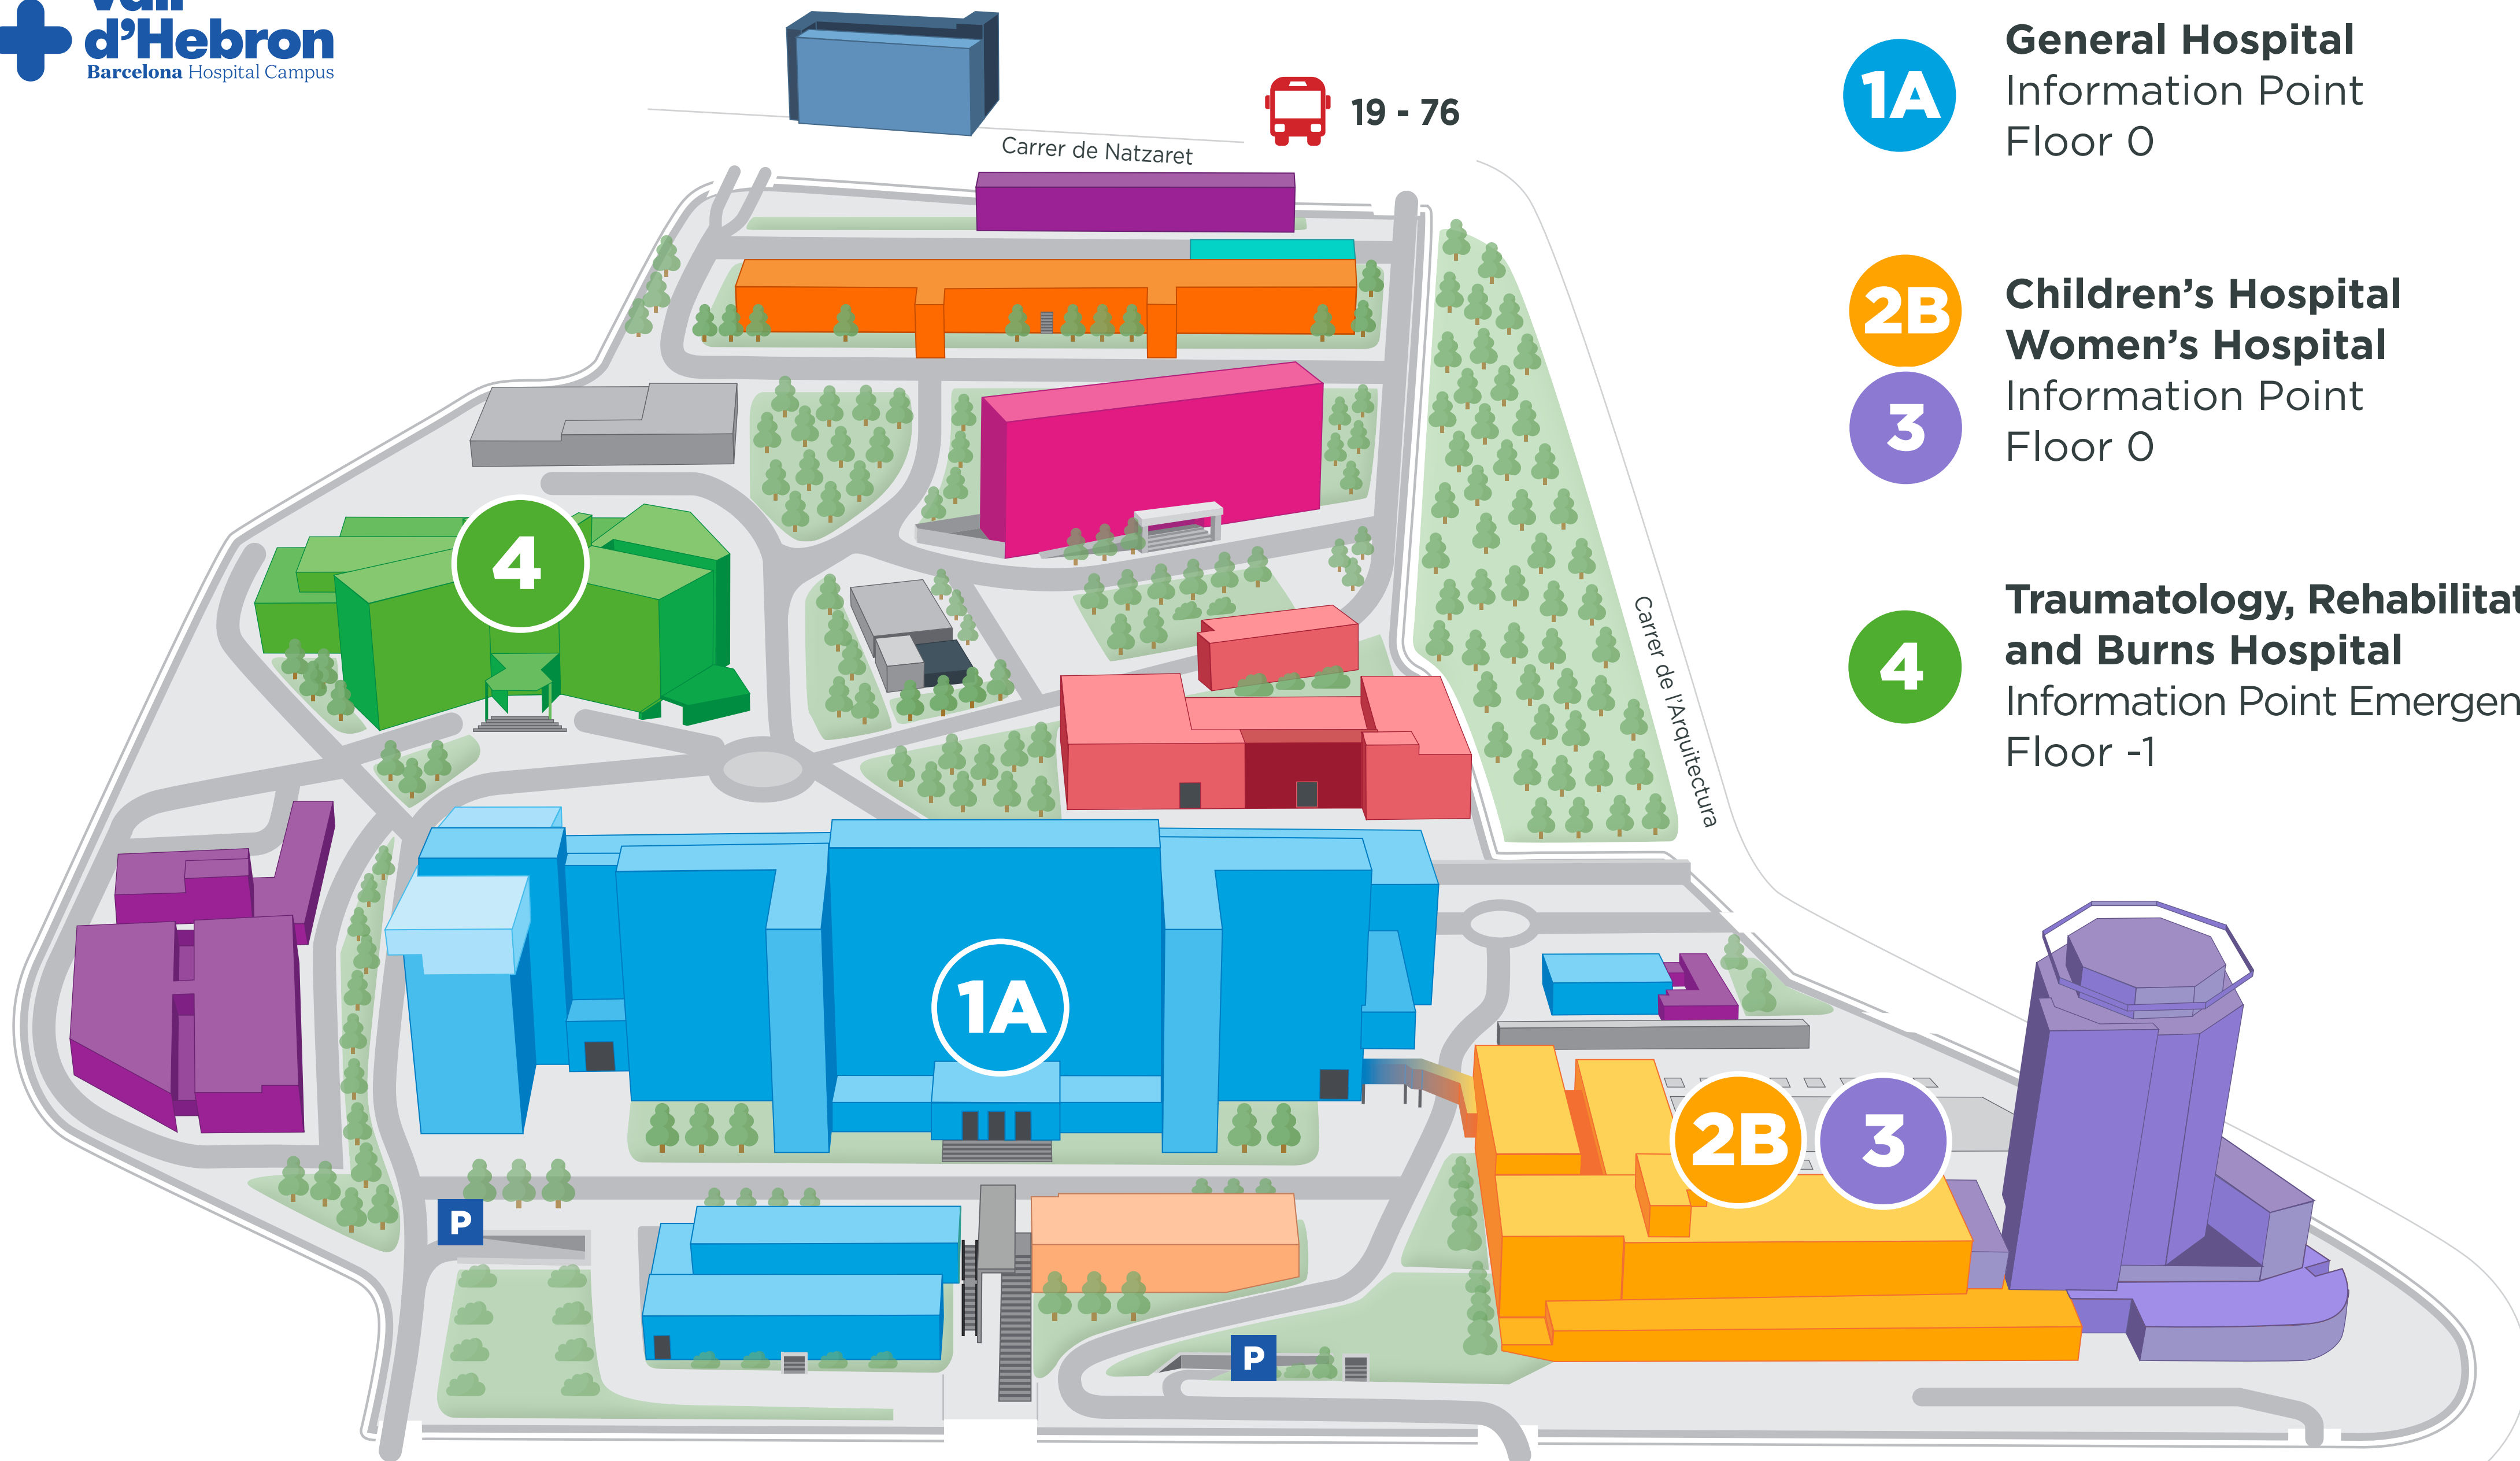 Vall
d’Hebron
Barcelona Hospital Campus
19 - 76
Carrer de Natzaret
Carrer de l’Arquitectura
4
1A
2B
3
P
P
1A
General Hospital
Information Point
Floor 0
2B
3
Children’s Hospital
Women’s Hospital
Information Point
Floor 0
4
Traumatology, Rehabilitat
and Burns Hospital
Information Point Emergen
Floor -1